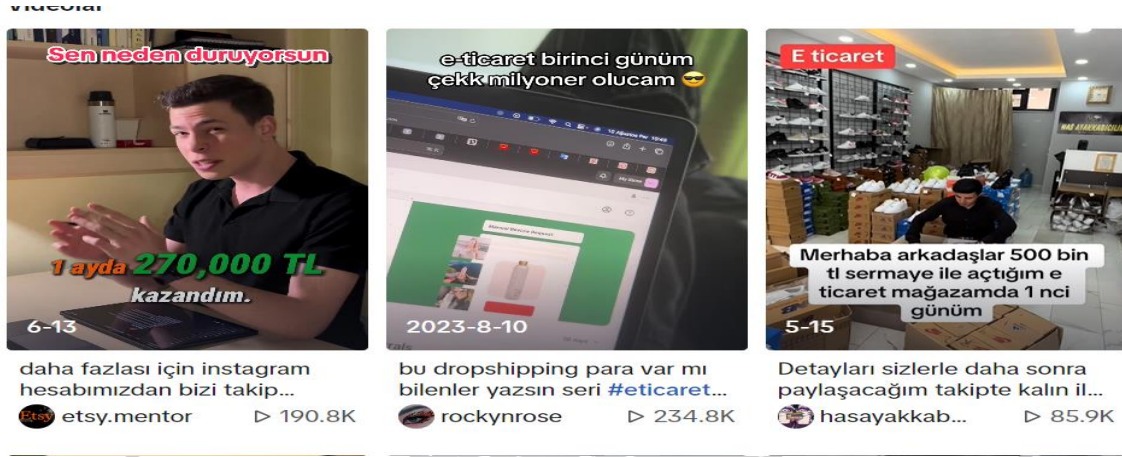 Videolar
Sen neden duruyorsun
1 ayda 270,000 TL
kazandım.
6-13
daha fazlası için instagram
hesabımızdan bizi takip...
Etsy
etsy.mentor
190.8K
e-ticaret birinci günüm
çekk milyoner olucam 😎
2023-8-10
bu dropshipping para var mı
bilenler yazsın seri #eticaret...
rockynrose
234.8K
E ticaret
HAS AYAKKABICILIK
Merhaba arkadaşlar 500 bin
tl sermaye ile açtığım e
ticaret mağazamda 1 nci
günüm
5-15
Detayları sizlerle daha sonra
paylaşacağım takipte kalın il...
hasayakkab...
85.9K